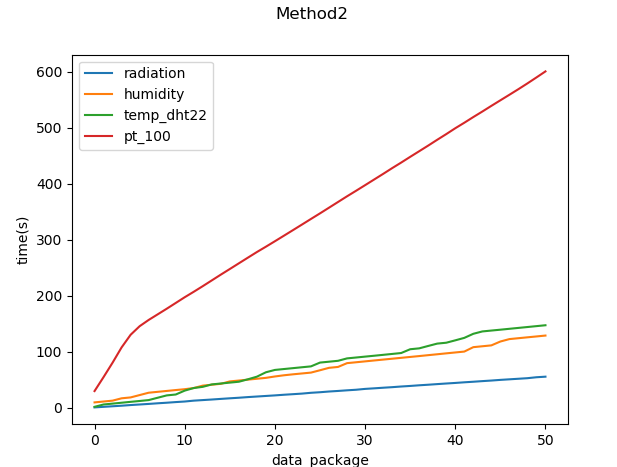 Method2
radiation
humidity
temp_dht22
pt_100
600
500
400
300
200
100
0
time(s)
0 10 20 30 40 50
data_package